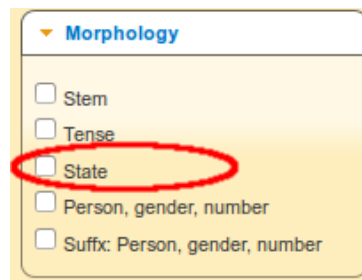 Morphology
Stem
Tense
State
Person, gender, number
Suffx: Person, gender, number